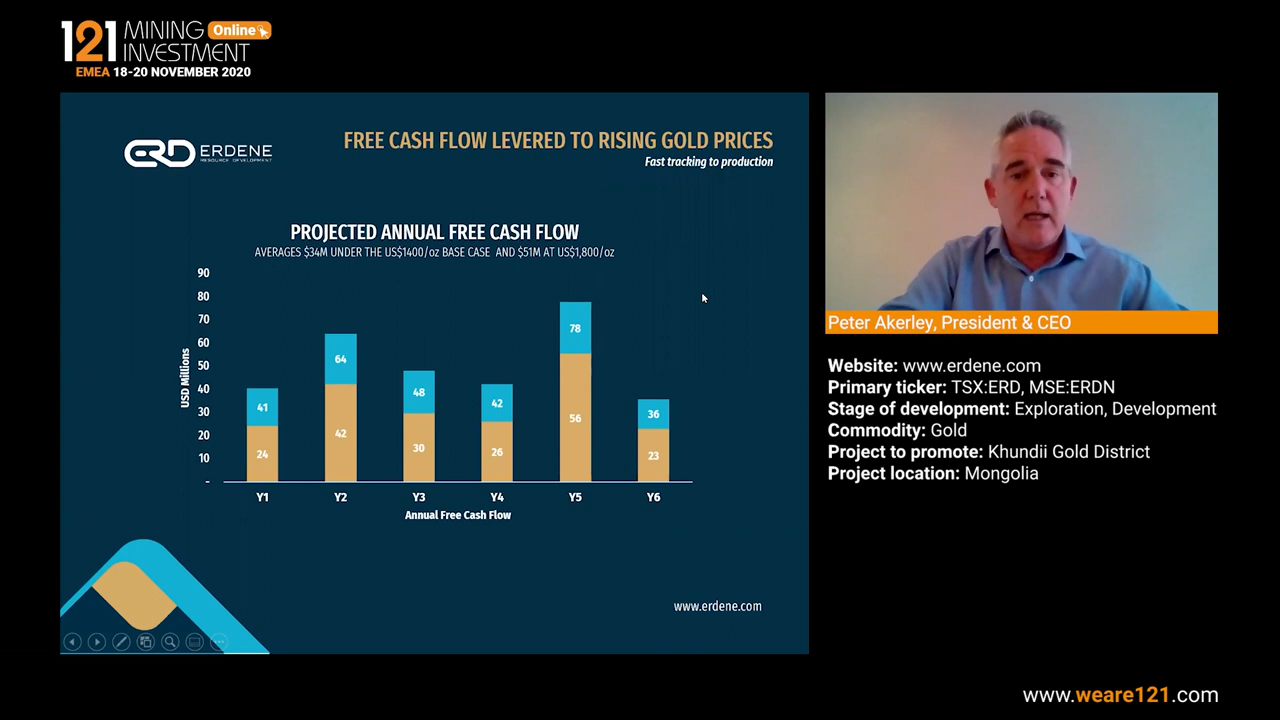 121 MINING INVESTMENT Online
EMEA 18-20 NOVEMBER 2020
ERD ERDENE
RESOURCE DEVELOPMENT
FREE CASH FLOW LEVERED TO RISING GOLD PRICES
Fast tracking to production
PROJECTED ANNUAL FREE CASH FLOW
AVERAGES $34M UNDER THE US$1400/oz BASE CASE AND $51M AT US$1,800/oz
USD Millions
90
80
70
60
50
40
30
20
10
-
41
64
48
42
78
36
24
42
30
26
56
23
Y1 Y2 Y3 Y4 Y5 Y6
Annual Free Cash Flow
www.erdene.com
Peter Akerley, President & CEO
Website: www.erdene.com
Primary ticker: TSX:ERD, MSE:ERDN
Stage of development: Exploration, Development
Commodity: Gold
Project to promote: Khundii Gold District
Project location: Mongolia
www.weare121.com